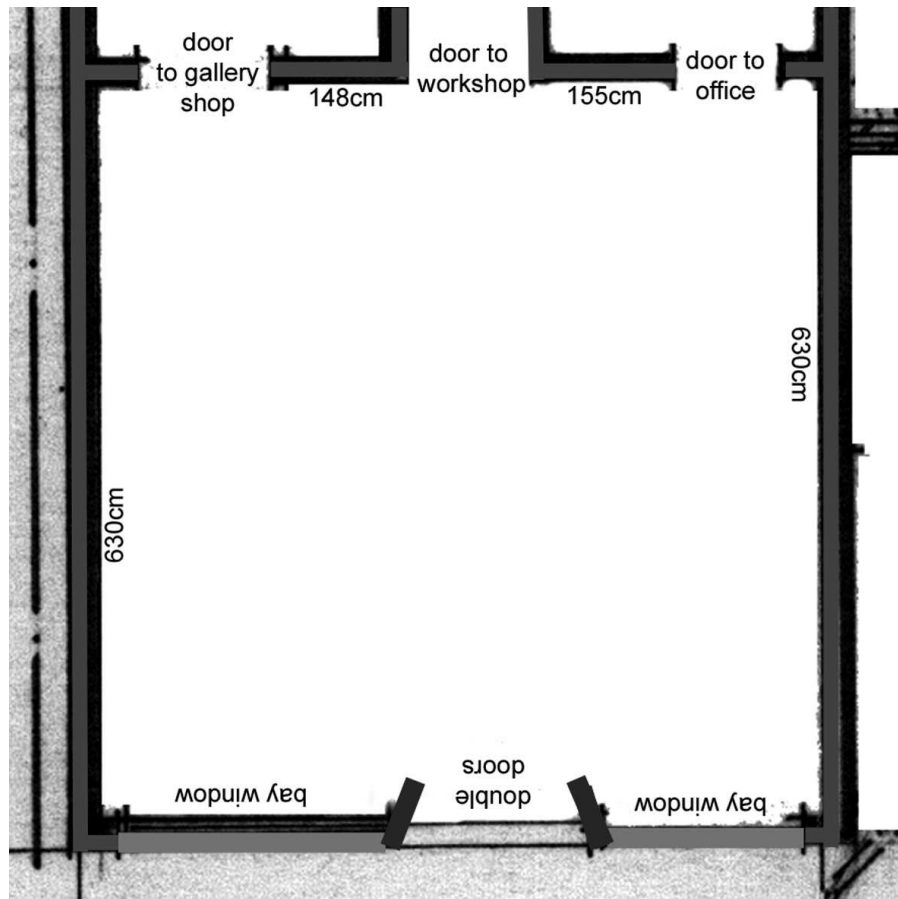 door
to gallery
shop
door to
workshop
door to
office
148cm
155cm
630cm
630cm
bay window
double
doors
bay window